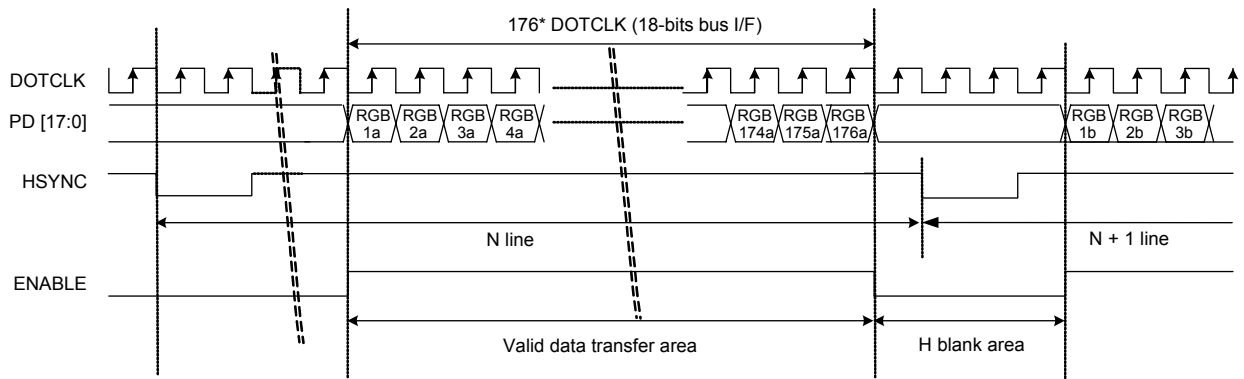 176* DOTCLK (18-bits bus I/F)
DOTCLK
PD [17:0]
RGB 1a
RGB 2a
RGB 3a
RGB 4a
RGB 174a
RGB 175a
RGB 176a
RGB 1b
RGB 2b
RGB 3b
HSYNC
N line
N + 1 line
ENABLE
Valid data transfer area
H blank area